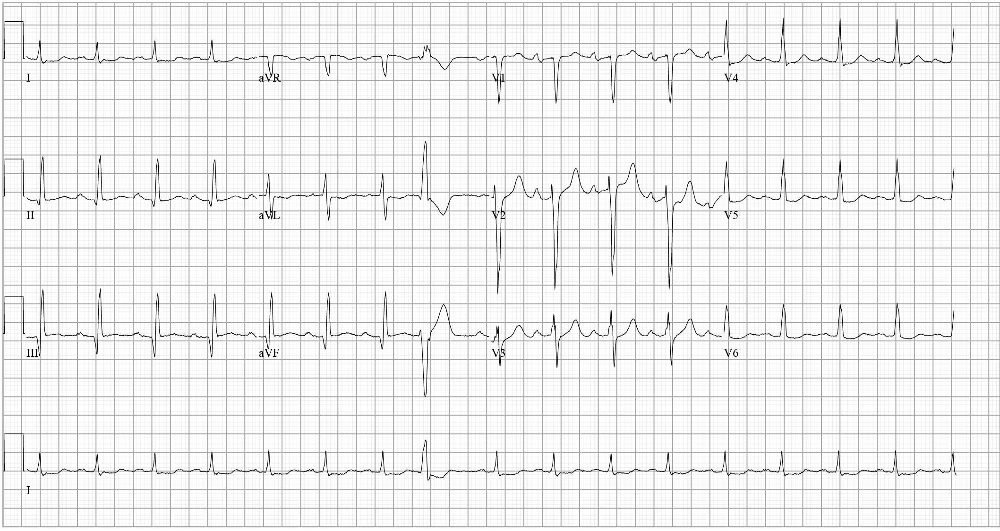 I aVR V1 V4
II aVL V2 V5
III aVF V3 V6
I